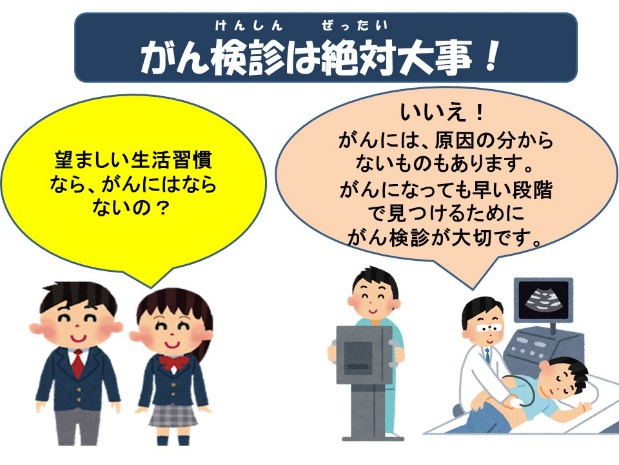 けんしん ぜったい
がん検診は絶対大事！
望ましい生活習慣
なら、がんにはなら
ないの？
いいえ！
がんには、原因の分から
ないものもあります。
がんになっても早い段階
で見つけるために
がん検診が大切です。